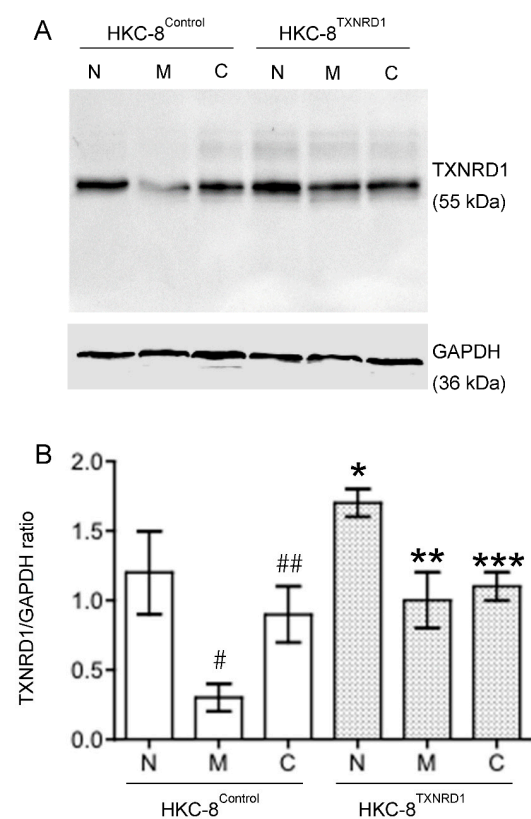 A
HKC-8Control HKC-8TXNRD1
N M C N M C
TXNRD1
(55 kDa)
GAPDH
(36 kDa)
B
TXNRD1/GAPDH ratio
2.0
1.5
1.0
0.5
0.0
# ## * ** ***
N M C N M C
HKC-8Control HKC-8TXNRD1